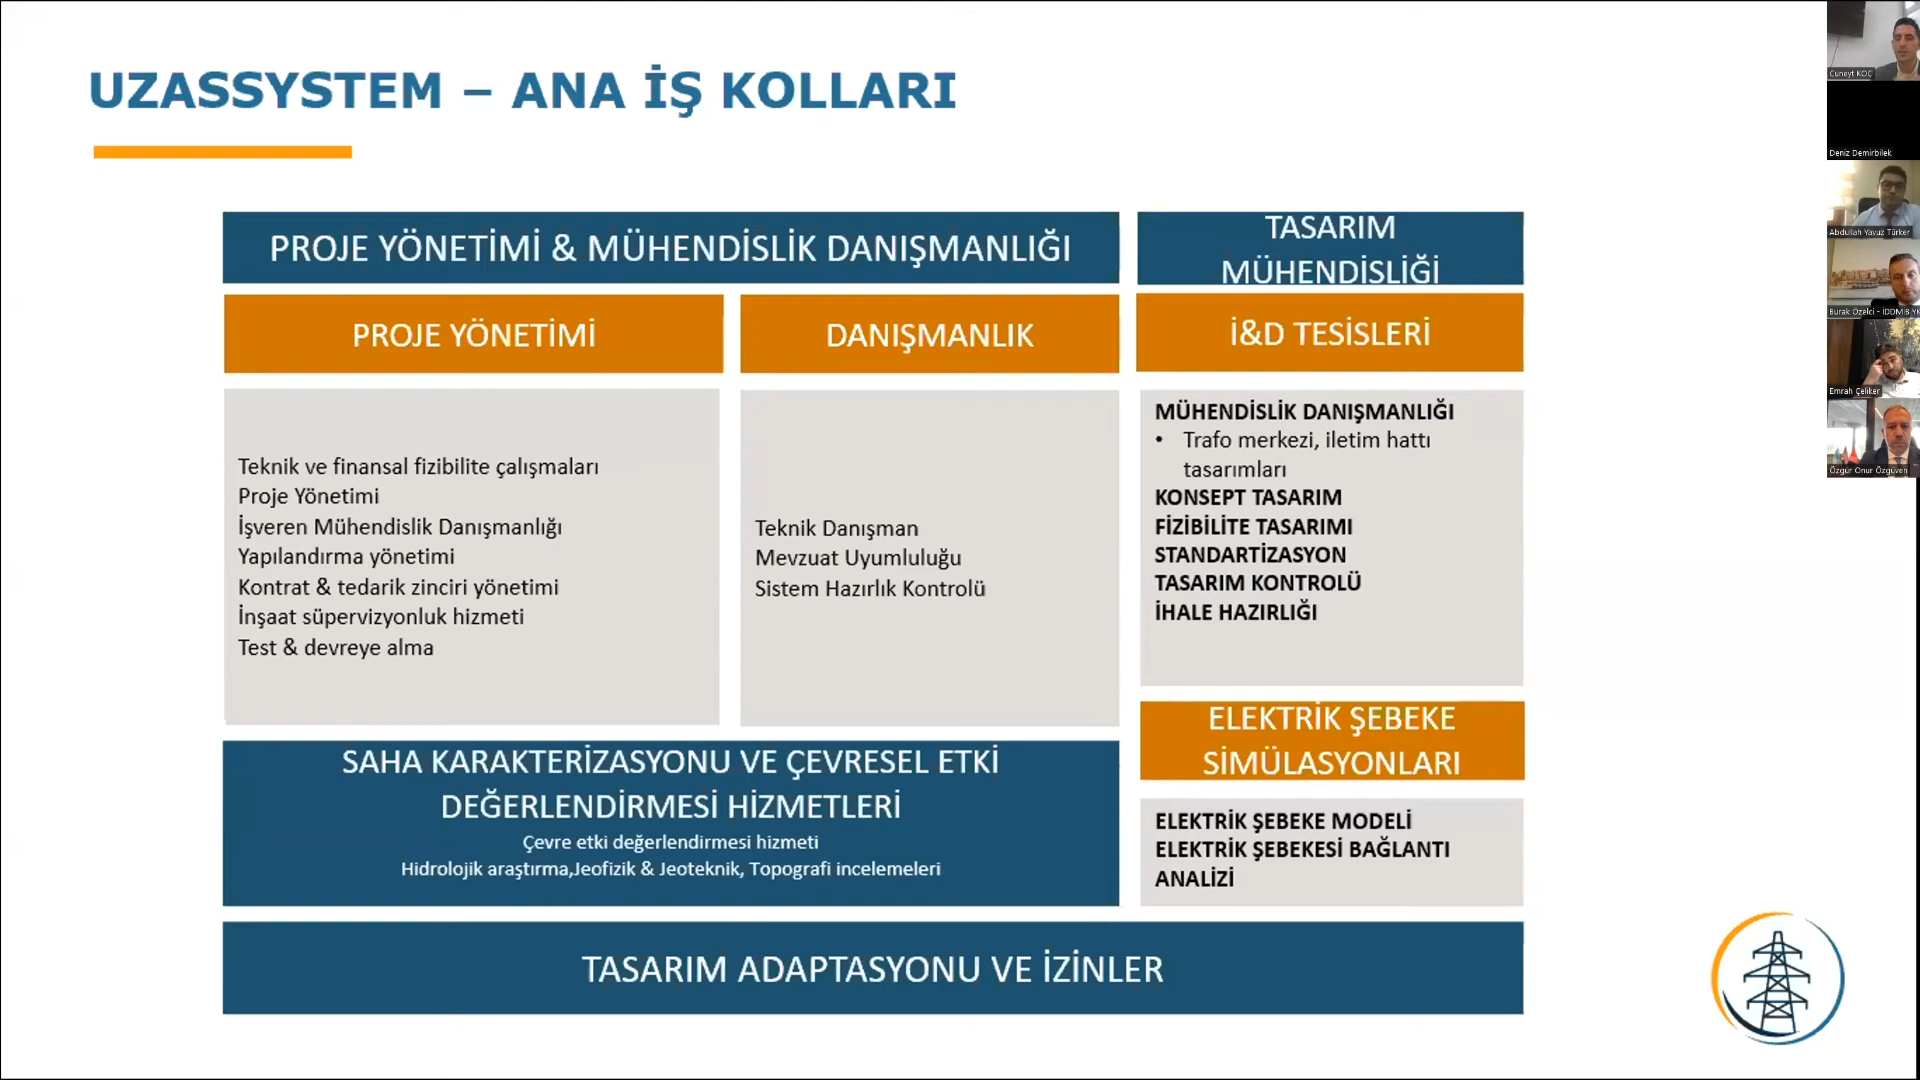 UZASSYSTEM – ANA İŞ KOLLARI
PROJE YÖNETİMİ & MÜHENDİSLİK DANIŞMANLIĞI
TASARIM
MÜHENDİSLİĞİ
PROJE YÖNETİMİ
DANIŞMANLIK
İ&D TESİSLERİ
Teknik ve finansal fizibilite çalışmaları
Proje Yönetimi
İşveren Mühendislik Danışmanlığı
Yapılandırma yönetimi
Kontrat & tedarik zinciri yönetimi
İnşaat süpervizyonluk hizmeti
Test & devreye alma
Teknik Danışman
Mevzuat Uyumluluğu
Sistem Hazırlık Kontrolü
MÜHENDİSLİK DANIŞMANLIĞI
• Trafo merkezi, iletim hattı
tasarımları
KONSEPT TASARIM
FİZİBİLİTE TASARIMI
STANDARTİZASYON
TASARIM KONTROLÜ
İHALE HAZIRLIĞI
ELEKTRİK ŞEBEKE
SİMÜLASYONLARI
ELEKTRİK ŞEBEKE MODELİ
ELEKTRİK ŞEBEKESİ BAĞLANTI
ANALİZİ
SAHA KARAKTERİZASYONU VE ÇEVRESEL ETKİ
DEĞERLENDİRMESİ HİZMETLERİ
Çevre etki değerlendirmesi hizmeti
Hidrolojik araştırma,Jeofizik & Jeoteknik, Topografi incelemeleri
TASARIM ADAPTASYONU VE İZİNLER
Cuneyt KOC
Deniz Demirbilek
Abdullah Yavuz Türker
Burak Özelci - İDDMİB YK
Emrah Çeliker
Özgür Onur Özgüven